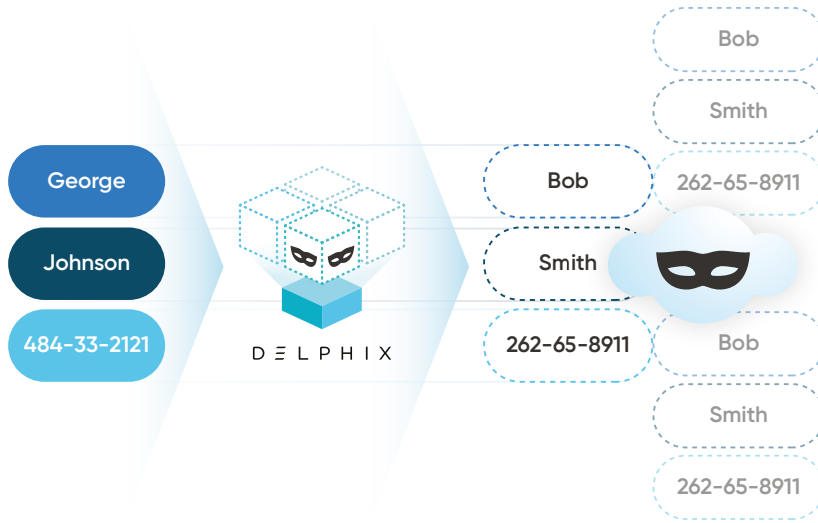 George
Johnson
484-33-2121
DELPHIX
Bob
Smith
262-65-8911
Bob
Smith
262-65-8911
Bob
Smith
262-65-8911